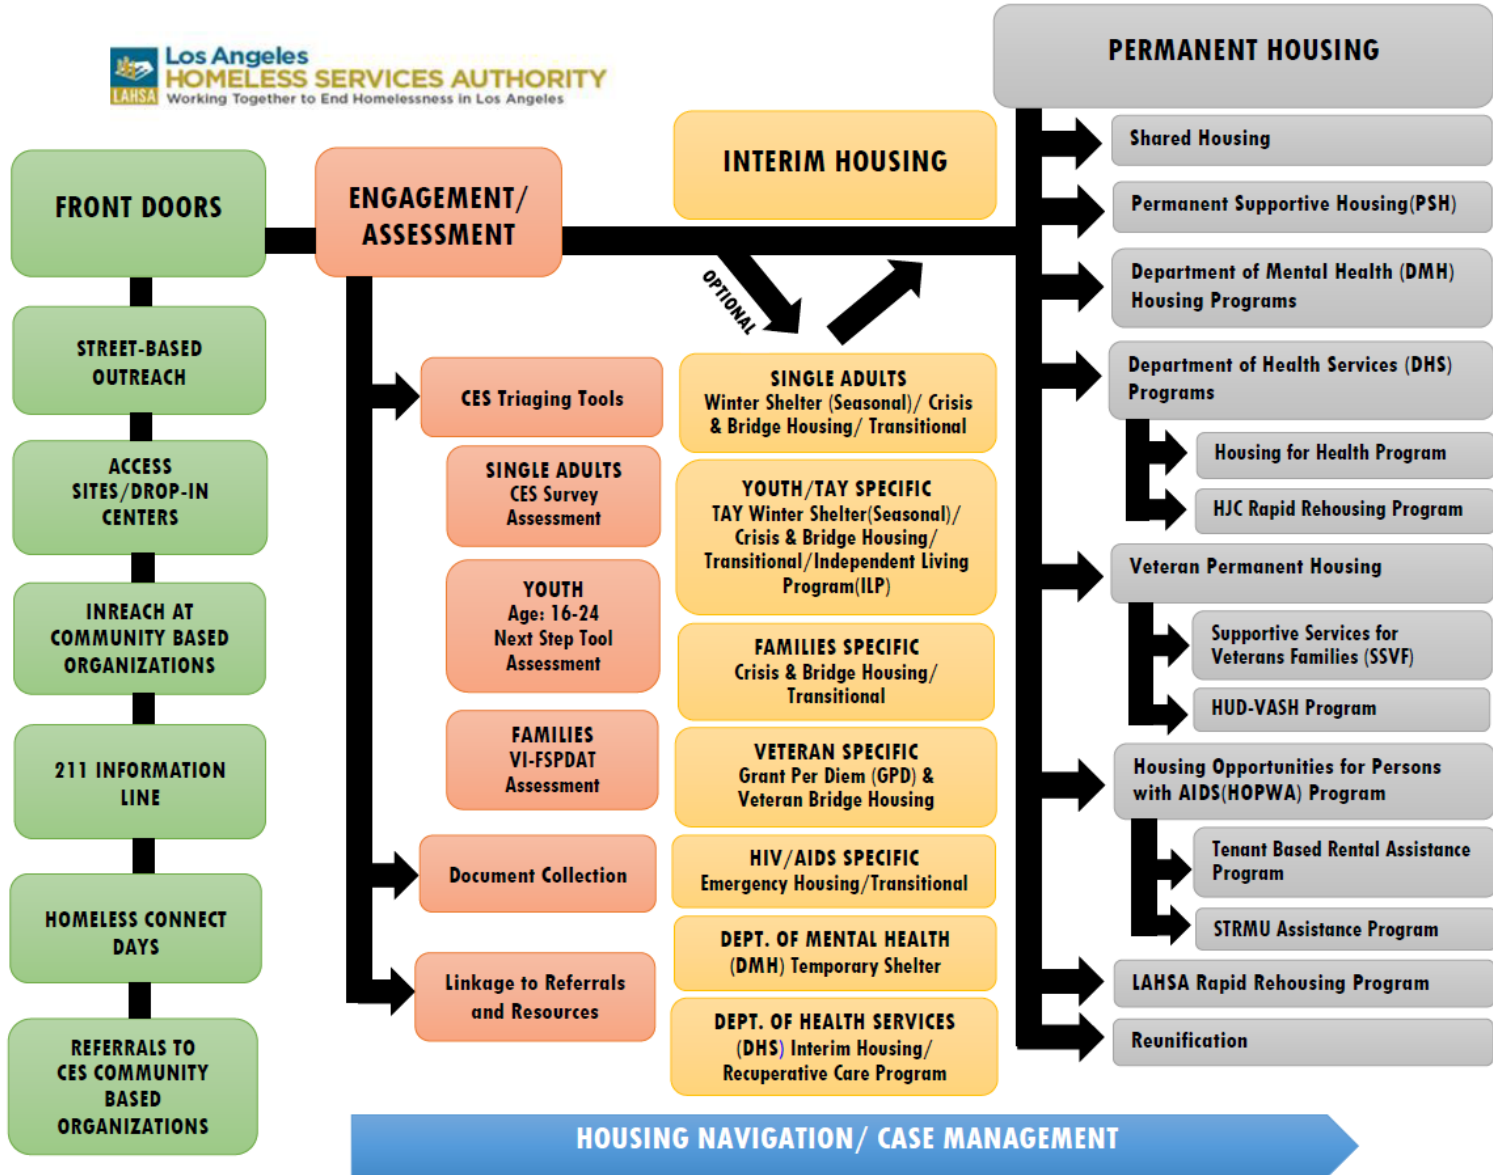 Los Angeles
HOMELESS SERVICES AUTHORITY
Working Together to End Homelessness in Los Angeles
LAHSA
FRONT DOORS
STREET-BASED
OUTREACH
ACCESS
SITES/DROP-IN
CENTERS
INREACH AT
COMMUNITY BASED
ORGANIZATIONS
211 INFORMATION
LINE
HOMELESS CONNECT
DAYS
REFERRALS TO
CES COMMUNITY
BASED
ORGANIZATIONS
ENGAGEMENT/
ASSESSMENT
CES Triaging Tools
SINGLE ADULTS
CES Survey
Assessment
YOUTH
Age: 16-24
Next Step Tool
Assessment
FAMILIES
VI-FSPDAT
Assessment
Document Collection
Linkage to Referrals
and Resources
INTERIM HOUSING
OPTIONAL
SINGLE ADULTS
Winter Shelter (Seasonal)/ Crisis
& Bridge Housing/ Transitional
YOUTH/TAY SPECIFIC
TAY Winter Shelter(Seasonal)/
Crisis & Bridge Housing/
Transitional/Independent Living
Program(ILP)
FAMILIES SPECIFIC
Crisis & Bridge Housing/
Transitional
VETERAN SPECIFIC
Grant Per Diem (GPD) &
Veteran Bridge Housing
HIV/AIDS SPECIFIC
Emergency Housing/Transitional
DEPT. OF MENTAL HEALTH
(DMH) Temporary Shelter
DEPT. OF HEALTH SERVICES
(DHS) Interim Housing/
Recuperative Care Program
PERMANENT HOUSING
Shared Housing
Permanent Supportive Housing(PSH)
Department of Mental Health (DMH)
Housing Programs
Department of Health Services (DHS)
Programs
Housing for Health Program
HJC Rapid Rehousing Program
Veteran Permanent Housing
Supportive Services for
Veterans Families (SSVF)
HUD-VASH Program
Housing Opportunities for Persons
with AIDS(HOPWA) Program
Tenant Based Rental Assistance
Program
STRMU Assistance Program
LAHSA Rapid Rehousing Program
Reunification
HOUSING NAVIGATION/ CASE MANAGEMENT